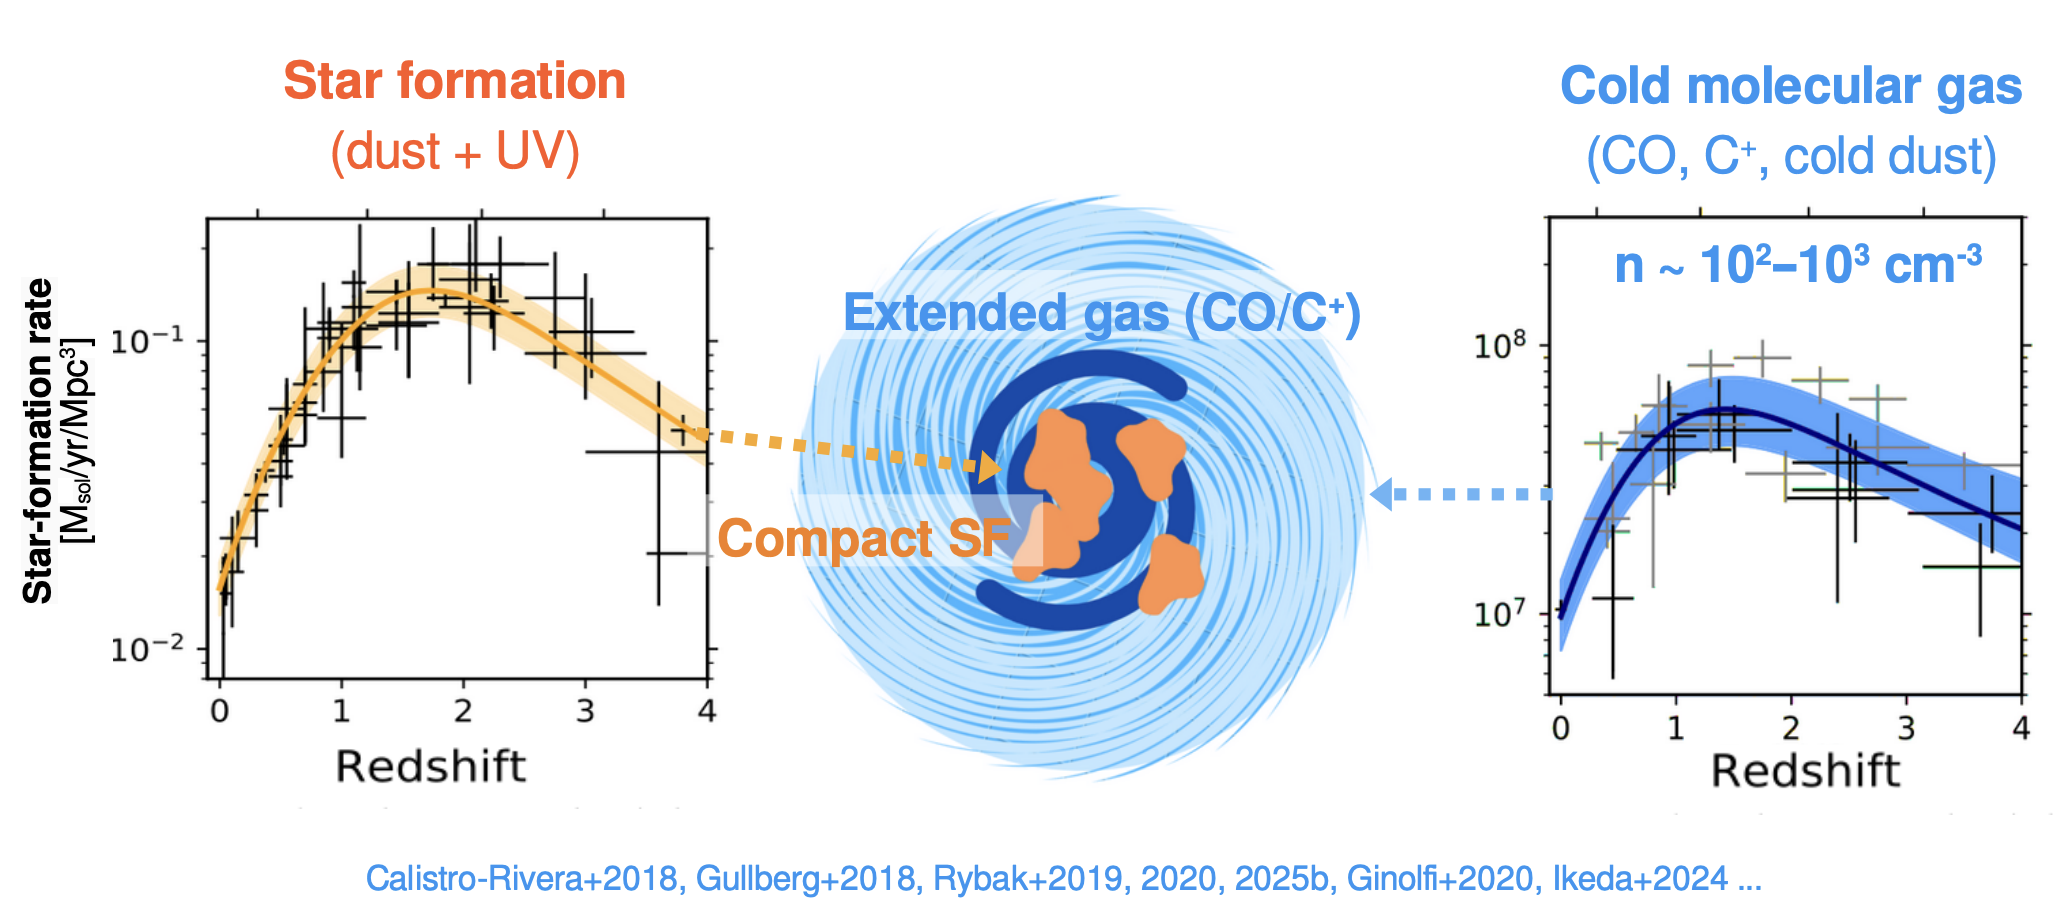 Star formation
(dust + UV)
Star-formation rate
[M_sol/yr/Mpc³]
10⁻¹
10⁻²
0 1 2 3 4
Redshift
Extended gas (CO/C⁺)
Compact SF
Cold molecular gas
(CO, C⁺, cold dust)
n ~ 10²–10³ cm⁻³
10⁸
10⁷
0 1 2 3 4
Redshift
Calistro-Rivera+2018, Gullberg+2018, Rybak+2019, 2020, 2025b, Ginolfi+2020, Ikeda+2024 ...